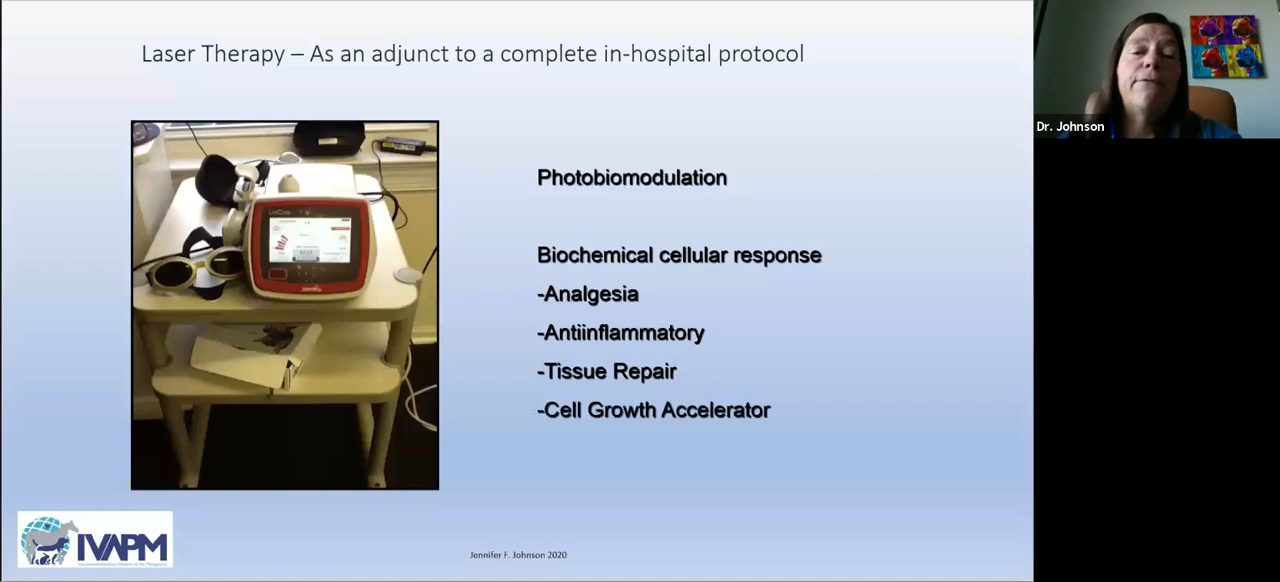 Laser Therapy – As an adjunct to a complete in-hospital protocol
Dr. Johnson
Photobiomodulation
Biochemical cellular response
-Analgesia
-Antiinflammatory
-Tissue Repair
-Cell Growth Accelerator
IVAPM
Jennifer F. Johnson 2020